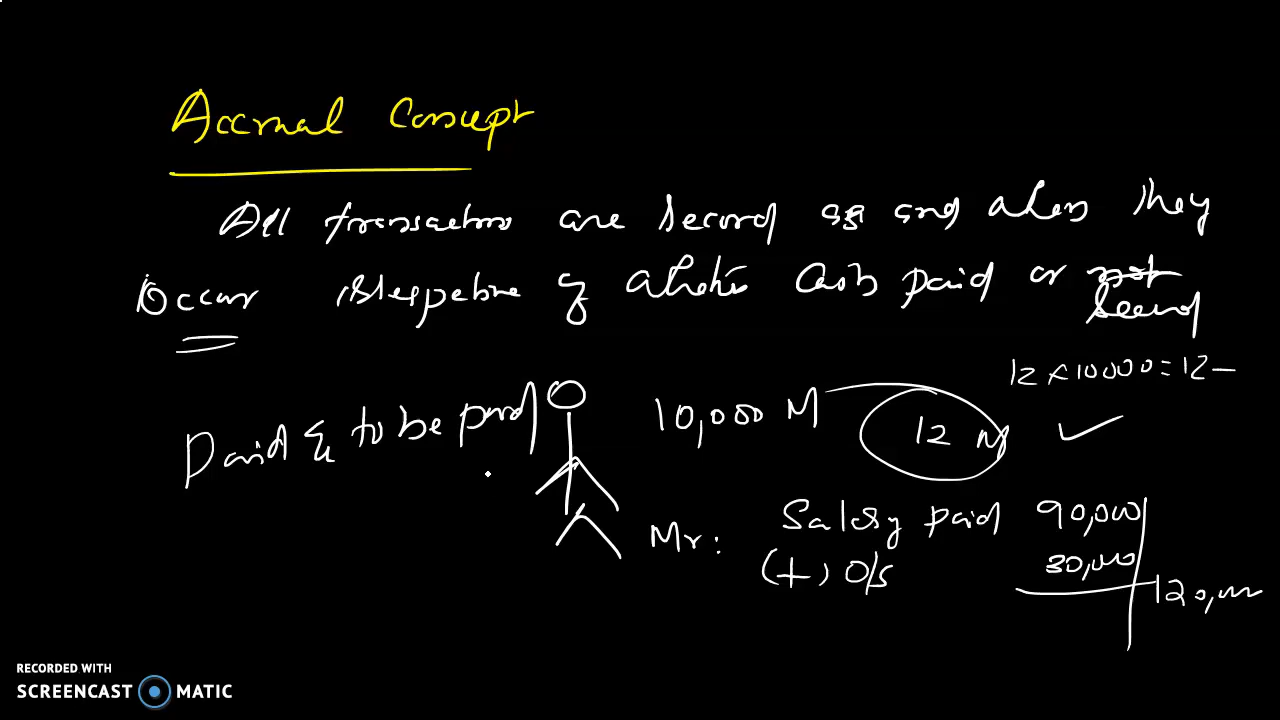 Accrual Concept
All transactions are record as and when they
Occur irrespective of whether Cash paid or not
Received
12 x 10000 = 12 –
10,000 M
12 M
Paid & to be paid
Salary paid 90,000
Mr:
(+) O/S 30,000
120,000
RECORDED WITH
SCREENCAST MATIC